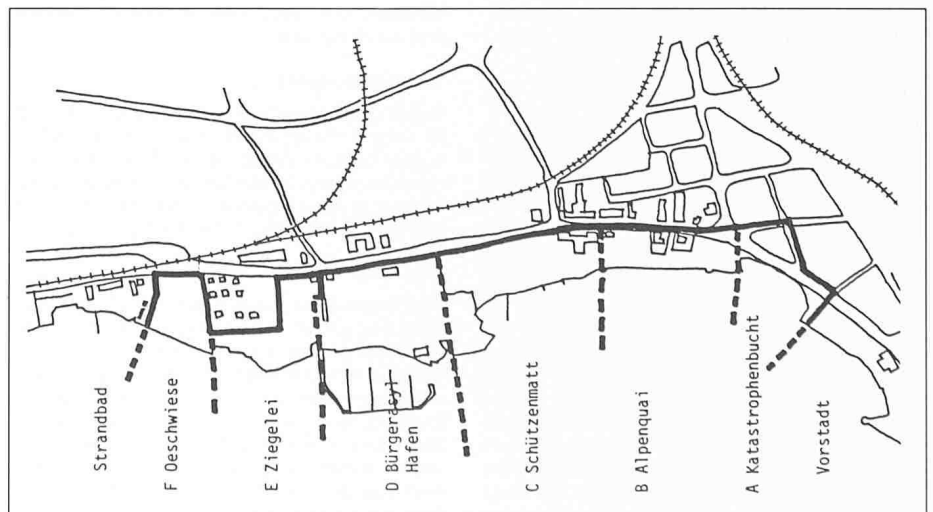 Strandbad
F Oeschwiese
E Ziegelei
D Bürgerasyl
Hafen
C Schützenmatt
B Alpenquai
A Katastrophenbucht
Vorstadt